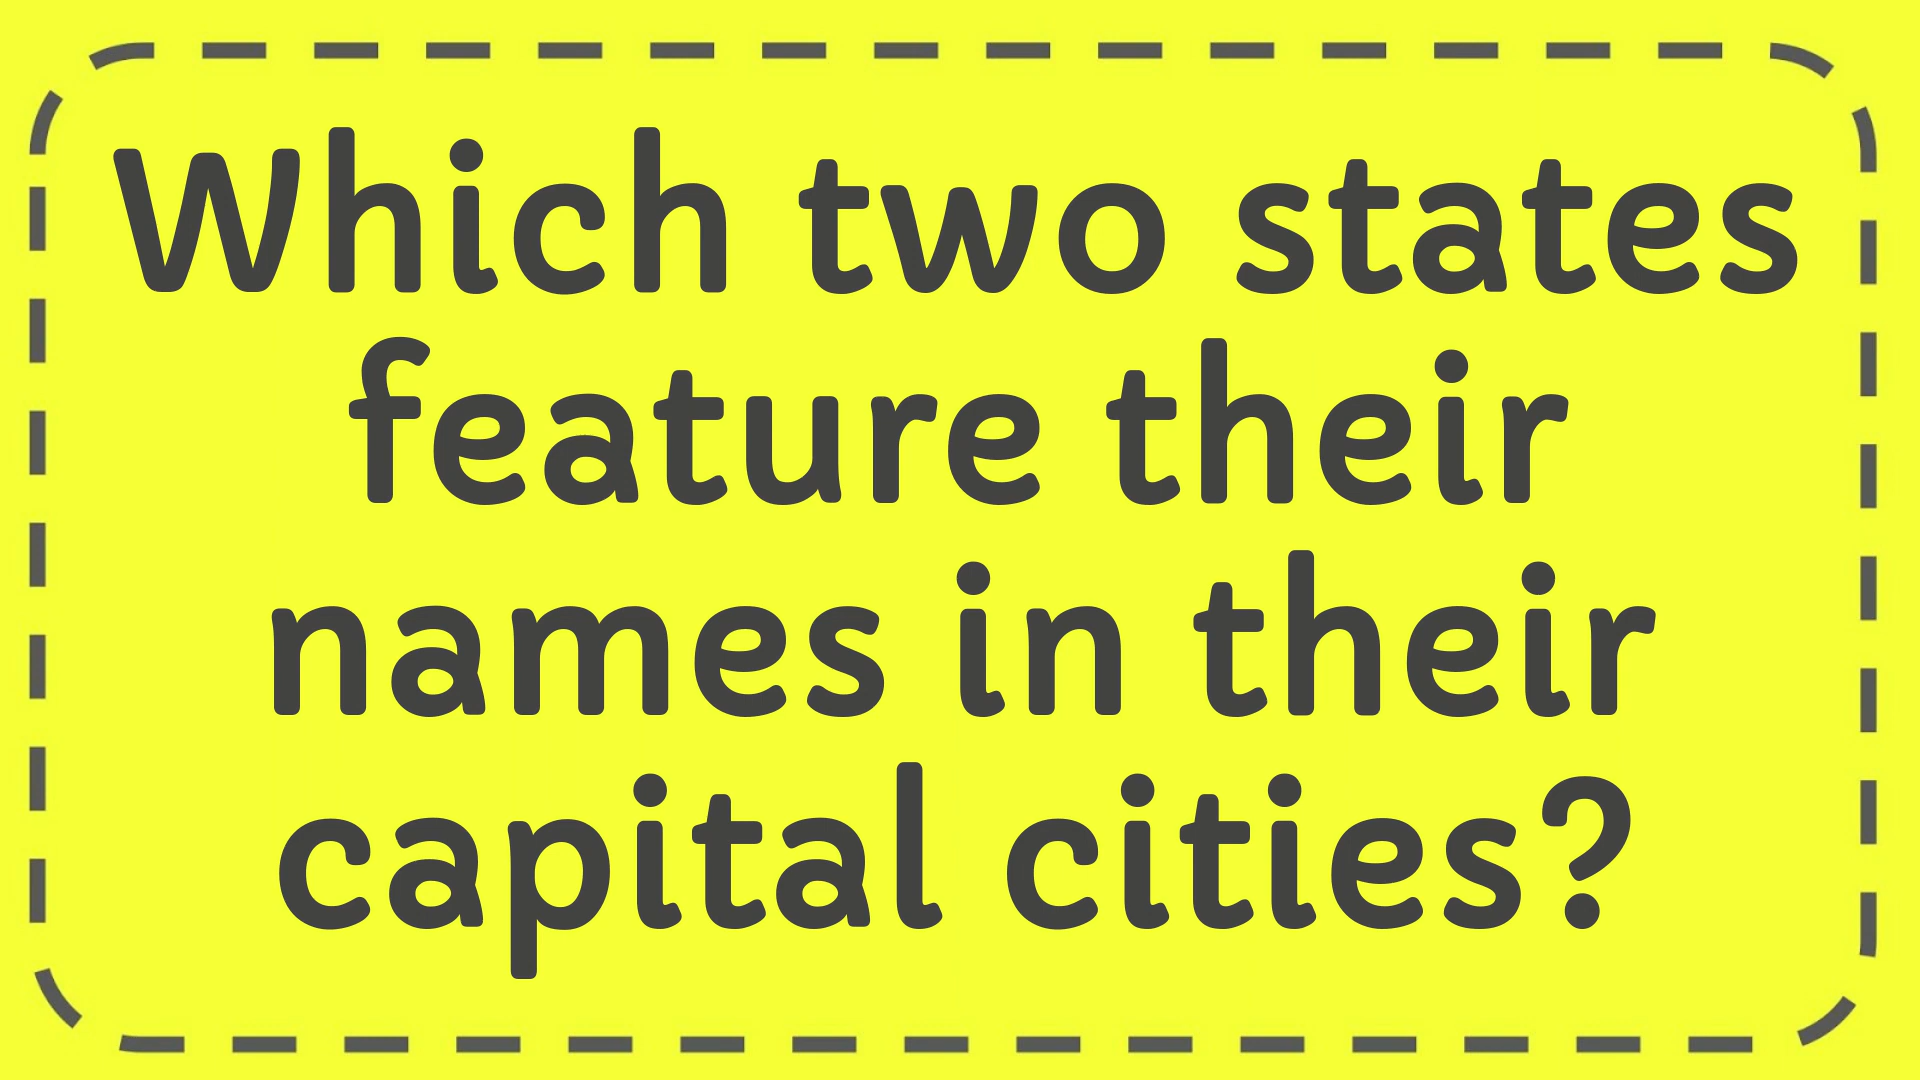 Which two states
feature their
names in their
capital cities?